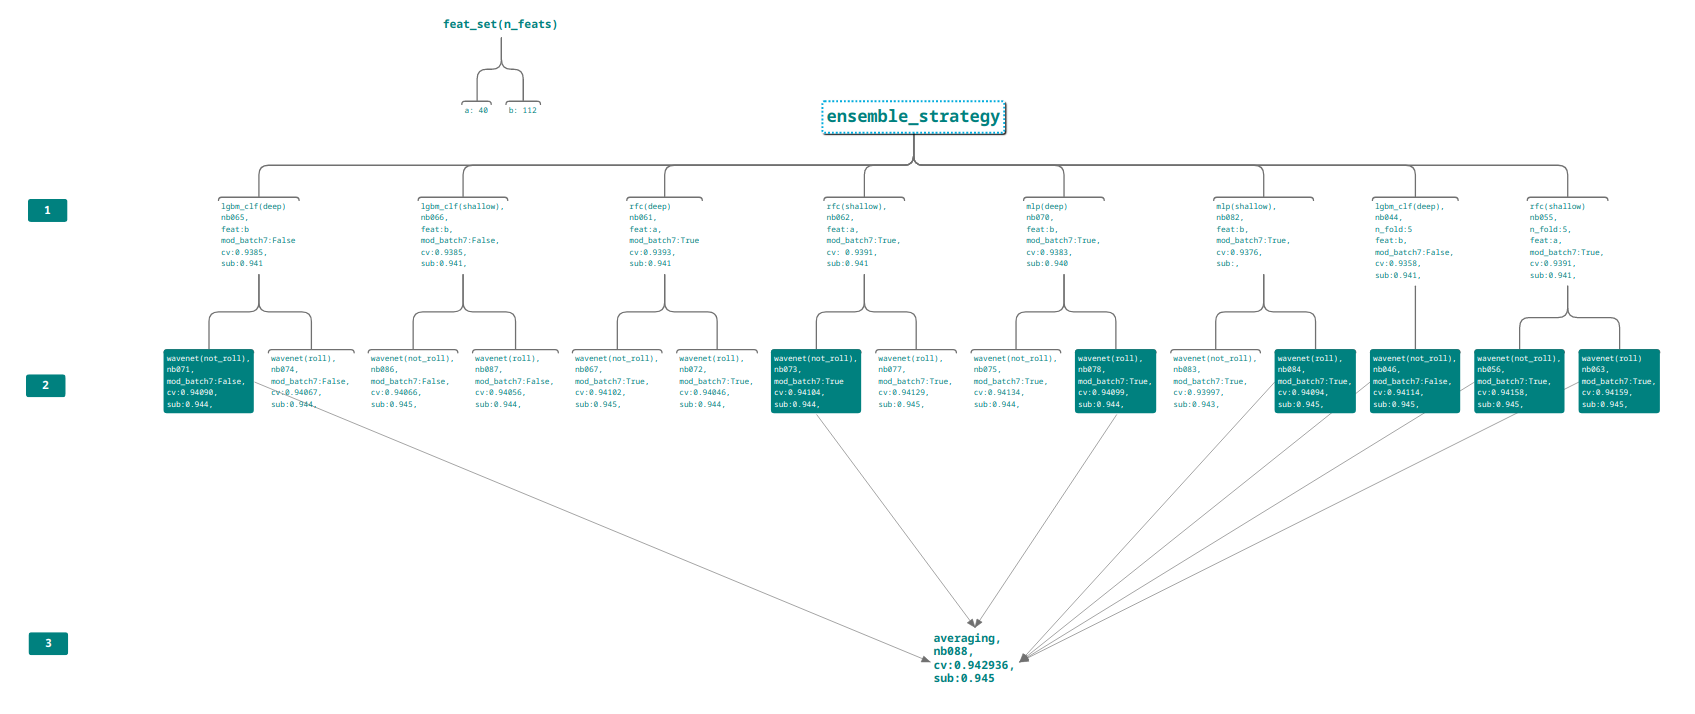 feat_set(n_feats)
a: 40
b: 112
ensemble_strategy
1
lgbm_clf(deep)
nb065,
feat:b
mod_batch7:False
cv:0.9385,
sub:0.941
lgbm_clf(shallow),
nb066,
feat:b,
mod_batch7:False,
cv:0.9385,
sub:0.941,
rfc(deep)
nb061,
feat:a,
mod_batch7:True
cv:0.9393,
sub:0.941
rfc(shallow),
nb062,
feat:a,
mod_batch7:True,
cv: 0.9391,
sub:0.941
mlp(deep)
nb070,
feat:b,
mod_batch7:True,
cv:0.9383,
sub:0.940
mlp(shallow),
nb082,
feat:b,
mod_batch7:True,
cv:0.9376,
sub:,
lgbm_clf(deep),
nb044,
n_fold:5
feat:b,
mod_batch7:False,
cv:0.9358,
sub:0.941,
rfc(shallow)
nb055,
n_fold:5,
feat:a,
mod_batch7:True,
cv:0.9391,
sub:0.941,
2
wavenet(not_roll),
nb071,
mod_batch7:False,
cv:0.94090,
sub:0.944,
wavenet(roll),
nb074,
mod_batch7:False,
cv:0.94067,
sub:0.944,
wavenet(not_roll),
nb086,
mod_batch7:False,
cv:0.94066,
sub:0.945,
wavenet(roll),
nb087,
mod_batch7:False,
cv:0.94056,
sub:0.944,
wavenet(not_roll),
nb067,
mod_batch7:True,
cv:0.94102,
sub:0.945,
wavenet(roll),
nb072,
mod_batch7:True,
cv:0.94046,
sub:0.944,
wavenet(not_roll),
nb073,
mod_batch7:True
cv:0.94104,
sub:0.944,
wavenet(roll),
nb077,
mod_batch7:True,
cv:0.94129,
sub:0.945,
wavenet(not_roll),
nb075,
mod_batch7:True,
cv:0.94134,
sub:0.944,
wavenet(roll),
nb078,
mod_batch7:True,
cv:0.94099,
sub:0.944,
wavenet(not_roll),
nb083,
mod_batch7:True,
cv:0.93997,
sub:0.943,
wavenet(roll),
nb084,
mod_batch7:True,
cv:0.94094,
sub:0.945,
wavenet(not_roll),
nb046,
mod_batch7:False,
cv:0.94114,
sub:0.945,
wavenet(not_roll),
nb056,
mod_batch7:True,
cv:0.94158,
sub:0.945,
wavenet(roll)
nb063,
mod_batch7:True,
cv:0.94159,
sub:0.945,
3
averaging,
nb088,
cv:0.942936,
sub:0.945